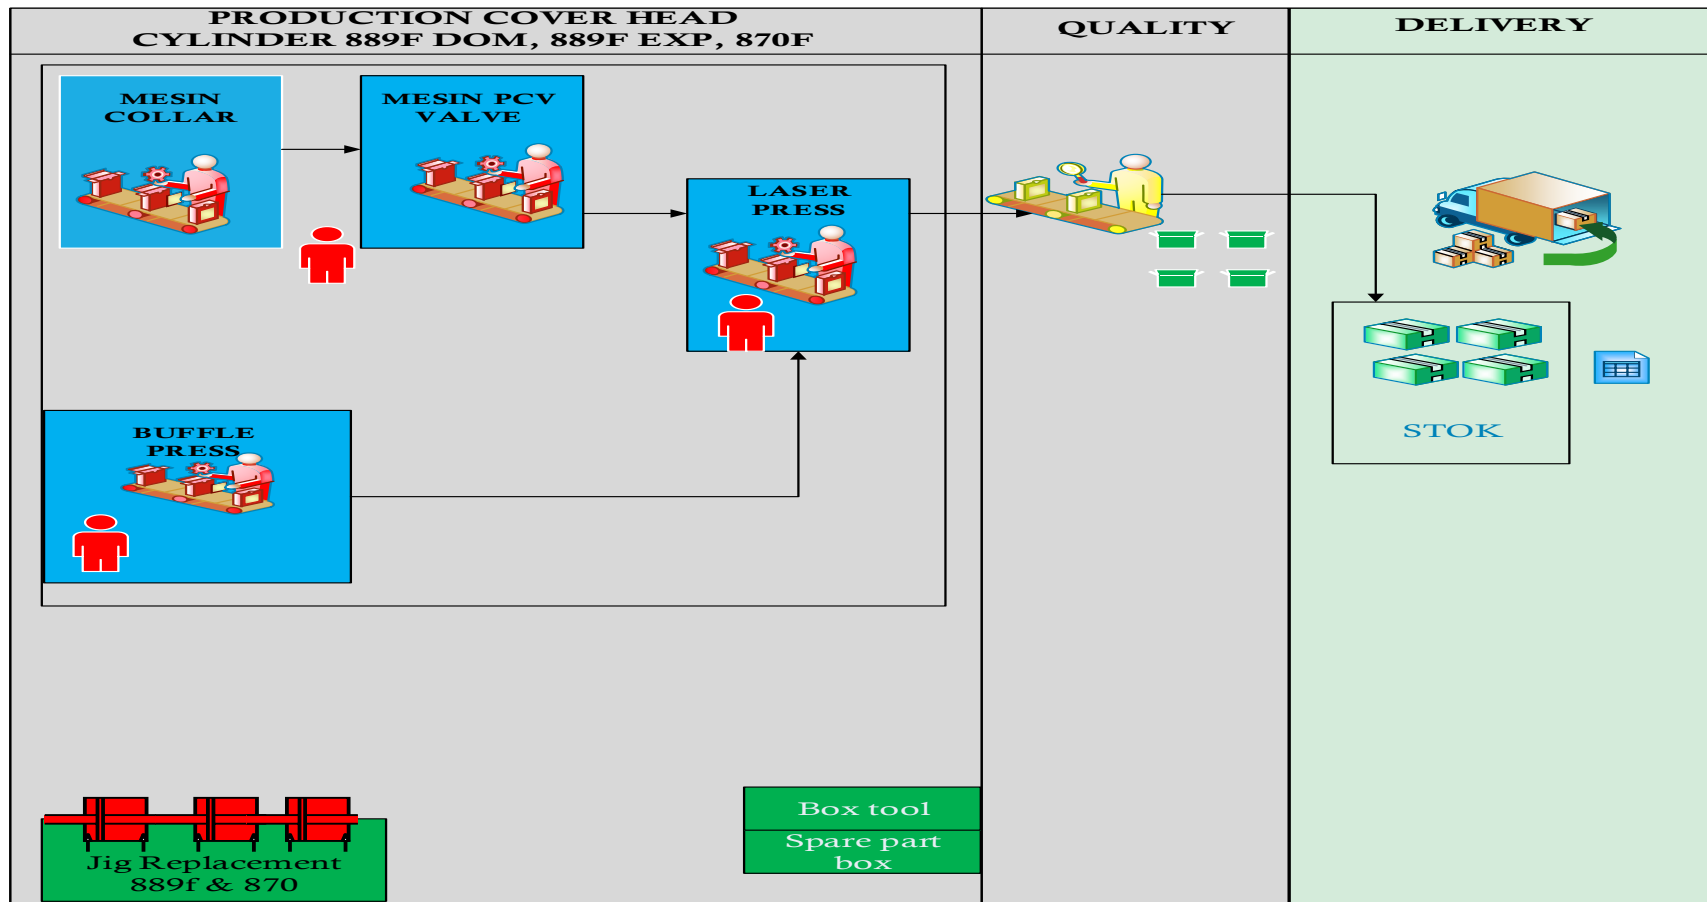 PRODUCTION COVER HEAD
CYLINDER 889F DOM, 889F EXP, 870F
QUALITY
DELIVERY
MESIN
COLLAR
MESIN PCV
VALVE
LASER
PRESS
BUFFLE
PRESS
STOK
Box tool
Spare part
box
Jig Replacement
889f & 870